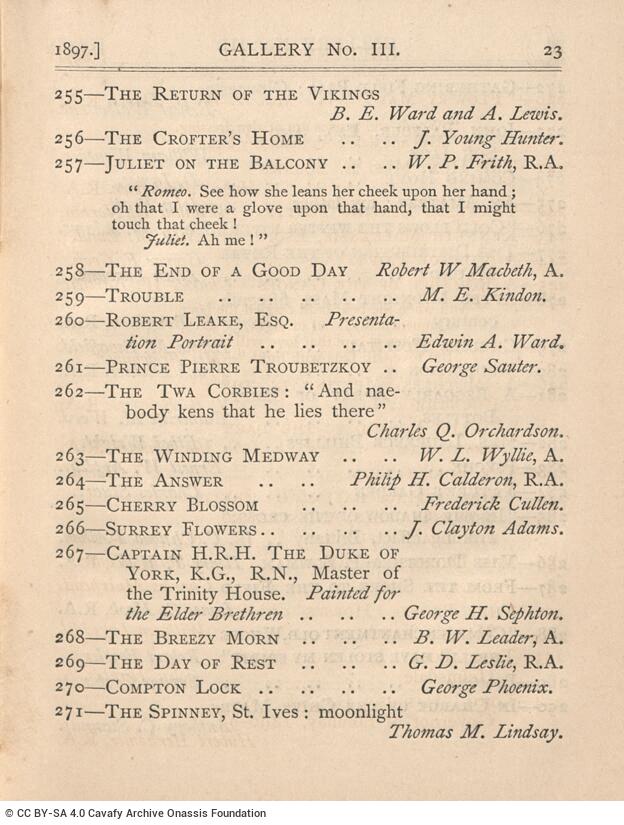 1897.] GALLERY No. III. 23
255—The Return of the Vikings
B. E. Ward and A. Lewis.
256—The Crofter's Home .. .. J. Young Hunter.
257—Juliet on the Balcony .. .. W. P. Frith, R.A.
"Romeo. See how she leans her cheek upon her hand;
oh that I were a glove upon that hand, that I might
touch that cheek!
Juliet. Ah me!"
258—The End of a Good Day Robert W Macbeth, A.
259—Trouble .. .. .. .. .. M. E. Kindon.
260—Robert Leake, Esq. Presenta-
tion Portrait .. .. .. .. Edwin A. Ward.
261—Prince Pierre Troubetzkoy .. George Sauter.
262—The Twa Corbies: "And nae-
body kens that he lies there"
Charles Q. Orchardson.
263—The Winding Medway .. .. W. L. Wyllie, A.
264—The Answer .. .. Philip H. Calderon, R.A.
265—Cherry Blossom .. .. .. Frederick Cullen.
266—Surrey Flowers.. .. .. .. J. Clayton Adams.
267—Captain H.R.H. The Duke of
York, K.G., R.N., Master of
the Trinity House. Painted for
the Elder Brethren .. .. .. George H. Sephton.
268—The Breezy Morn .. .. .. B. W. Leader, A.
269—The Day of Rest .. .. .. G. D. Leslie, R.A.
270—Compton Lock .. .. .. .. George Phoenix.
271—The Spinney, St. Ives: moonlight
Thomas M. Lindsay.
© CC BY-SA 4.0 Cavafy Archive Onassis Foundation